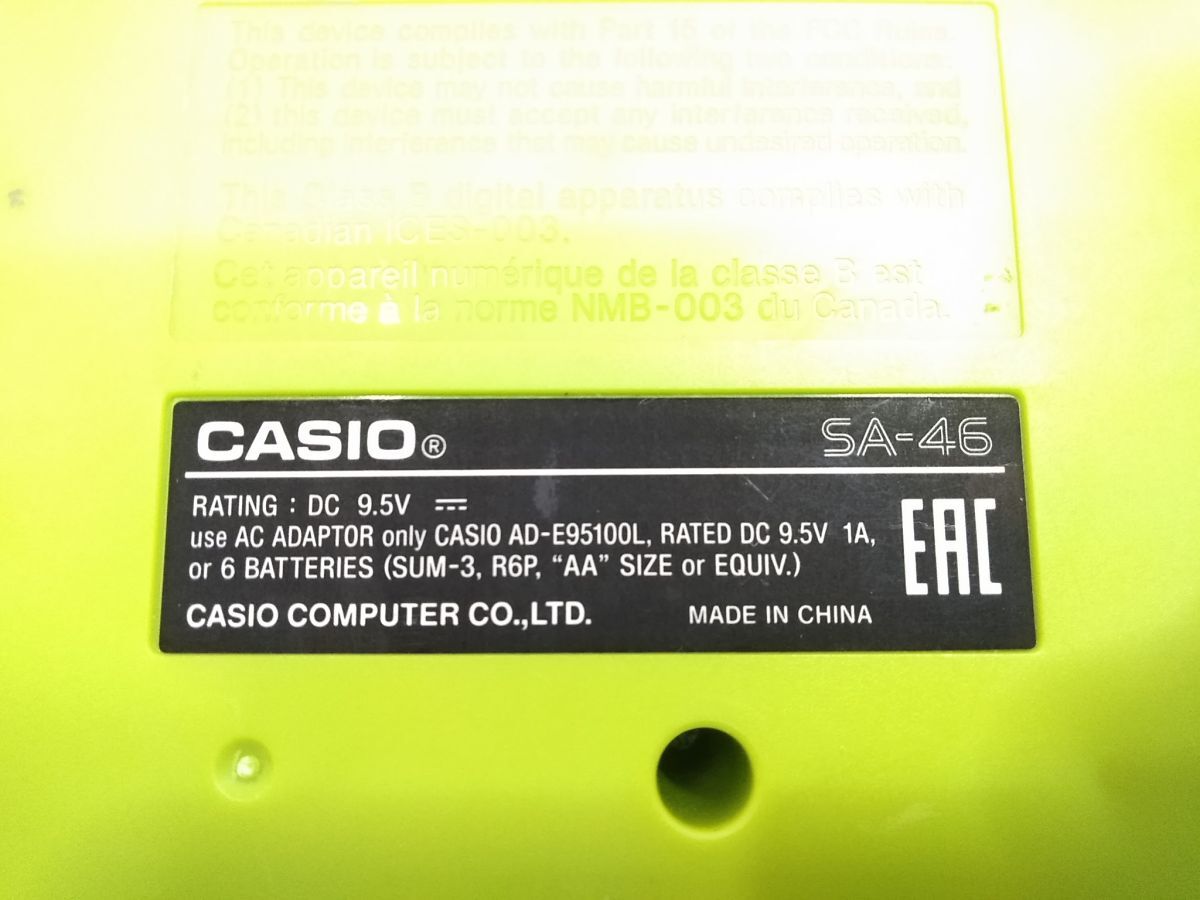 This device complies with Part 15 of the FCC Rules.
Operation is subject to the following two conditions:
(1) This device may not cause harmful interference, and
(2) this device must accept any interference received,
including interference that may cause undesired operation.
This Class B digital apparatus complies with
Canadian ICES-003.
Cet appareil numérique de la classe B est
conforme à la norme NMB-003 du Canada.
CASIO® SA-46
RATING : DC 9.5V ⎓
use AC ADAPTOR only CASIO AD-E95100L, RATED DC 9.5V 1A,
or 6 BATTERIES (SUM-3, R6P, “AA” SIZE or EQUIV.)
EAC
CASIO COMPUTER CO.,LTD. MADE IN CHINA